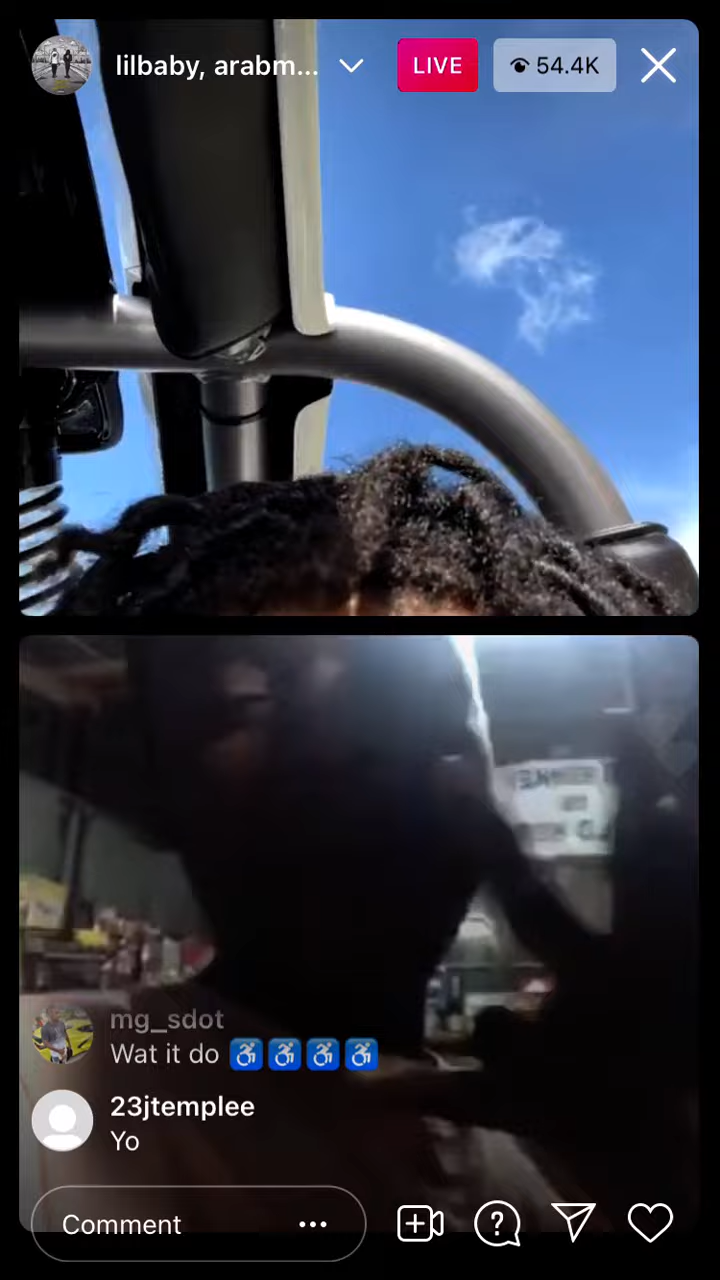 lilbaby, arabm...
LIVE
54.4K
mg_sdot
Wat it do ♿♿♿♿
23jtemplee
Yo
Comment